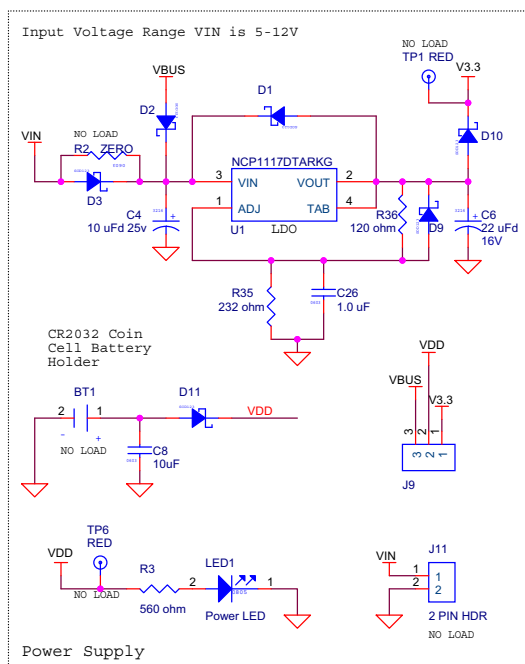 Input Voltage Range VIN is 5-12V
NO LOAD
TP1 RED
V3.3
VBUS
D1
D2
D10
VIN
NO LOAD
R2 ZERO
NCP1117DTARKG
3 VIN VOUT 2
D3
1 ADJ TAB 4
C4
10 uFd 25v
U1 LDO
R36
120 ohm
D9
C6
22 uFd
16V
R35
232 ohm
C26
1.0 uF
CR2032 Coin
Cell Battery
Holder
VDD
VBUS
V3.3
BT1
D11
2 1
VDD
- +
NO LOAD
C8
10uF
3 2 1
3 2 1
J9
TP6
RED
VDD
R3
LED1
2 1
NO LOAD
560 ohm
Power LED
VIN
J11
1 1
2 2
2 PIN HDR
NO LOAD
Power Supply